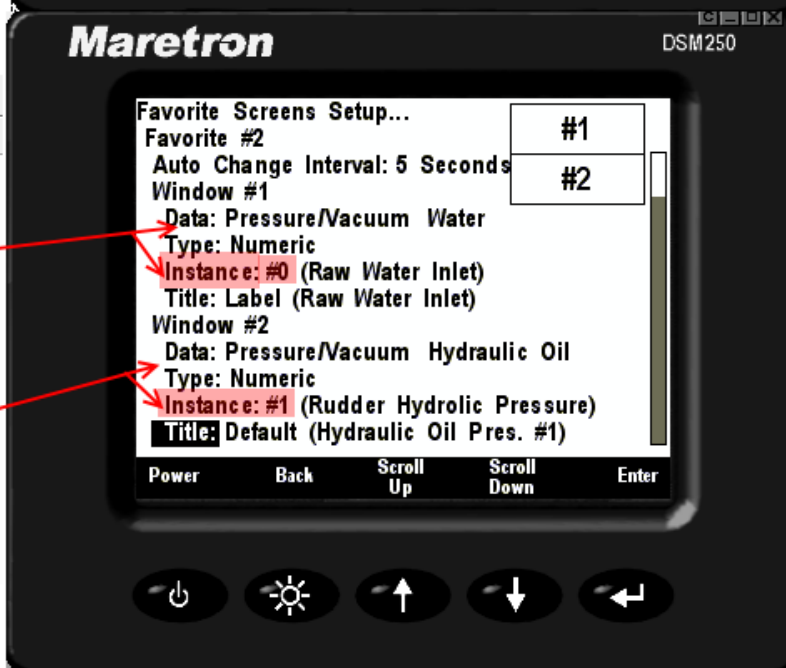 Maretron
DSM250
Favorite Screens Setup...
Favorite #2
Auto Change Interval: 5 Seconds
Window #1
Data: Pressure/Vacuum Water
Type: Numeric
Instance: #0 (Raw Water Inlet)
Title: Label (Raw Water Inlet)
Window #2
Data: Pressure/Vacuum Hydraulic Oil
Type: Numeric
Instance: #1 (Rudder Hydrolic Pressure)
Title: Default (Hydraulic Oil Pres. #1)
#1
#2
Power Back Scroll Up Scroll Down Enter